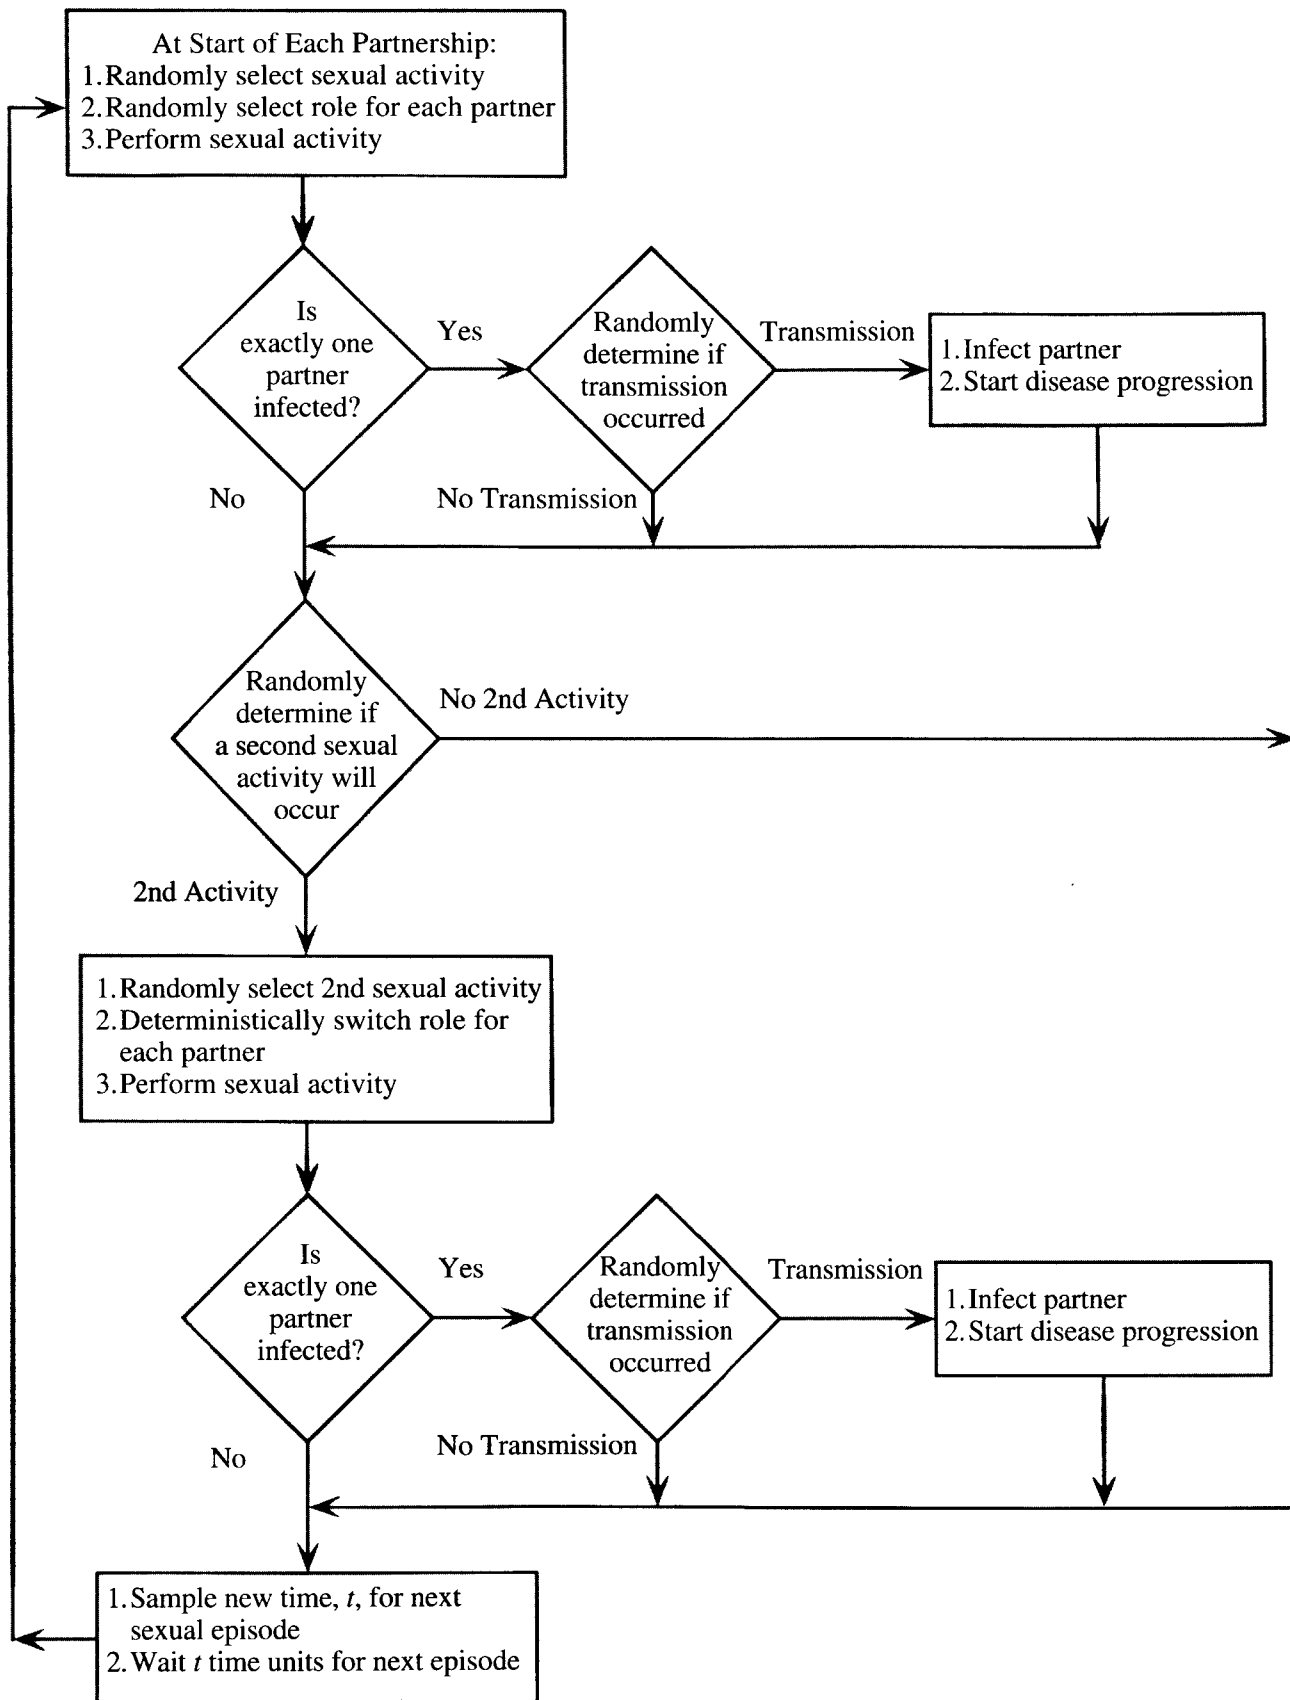 At Start of Each Partnership:
1. Randomly select sexual activity
2. Randomly select role for each partner
3. Perform sexual activity
Is
exactly one
partner
infected?
Yes
Randomly
determine if
transmission
occurred
Transmission
1. Infect partner
2. Start disease progression
No
No Transmission
Randomly
determine if
a second sexual
activity will
occur
No 2nd Activity
2nd Activity
1. Randomly select 2nd sexual activity
2. Deterministically switch role for
each partner
3. Perform sexual activity
Is
exactly one
partner
infected?
Yes
Randomly
determine if
transmission
occurred
Transmission
1. Infect partner
2. Start disease progression
No
No Transmission
1. Sample new time, t, for next
sexual episode
2. Wait t time units for next episode